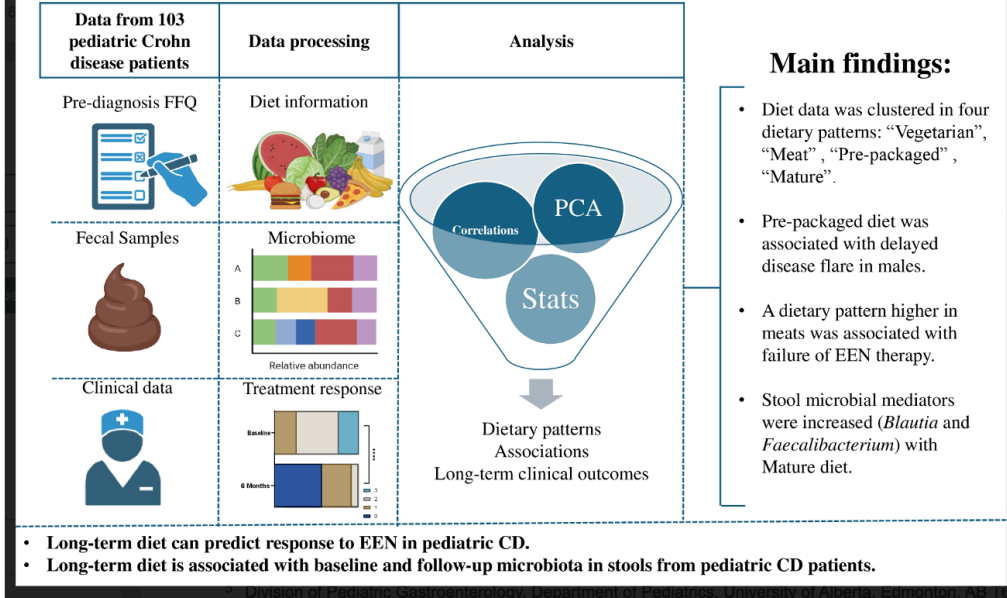 Data from 103
pediatric Crohn
disease patients
Data processing
Analysis
Pre-diagnosis FFQ
Diet information
Fecal Samples
Microbiome
A
B
C
Relative abundance
Clinical data
Treatment response
Baseline
6 Months
3
2
1
0
Correlations
PCA
Stats
Dietary patterns
Associations
Long-term clinical outcomes
Main findings:
• Diet data was clustered in four
dietary patterns: “Vegetarian”,
“Meat” , “Pre-packaged” ,
“Mature”.
• Pre-packaged diet was
associated with delayed
disease flare in males.
• A dietary pattern higher in
meats was associated with
failure of EEN therapy.
• Stool microbial mediators
were increased (Blautia and
Faecalibacterium) with
Mature diet.
• Long-term diet can predict response to EEN in pediatric CD.
• Long-term diet is associated with baseline and follow-up microbiota in stools from pediatric CD patients.
Division of Pediatric Gastroenterology, Department of Pediatrics, University of Alberta, Edmonton, AB